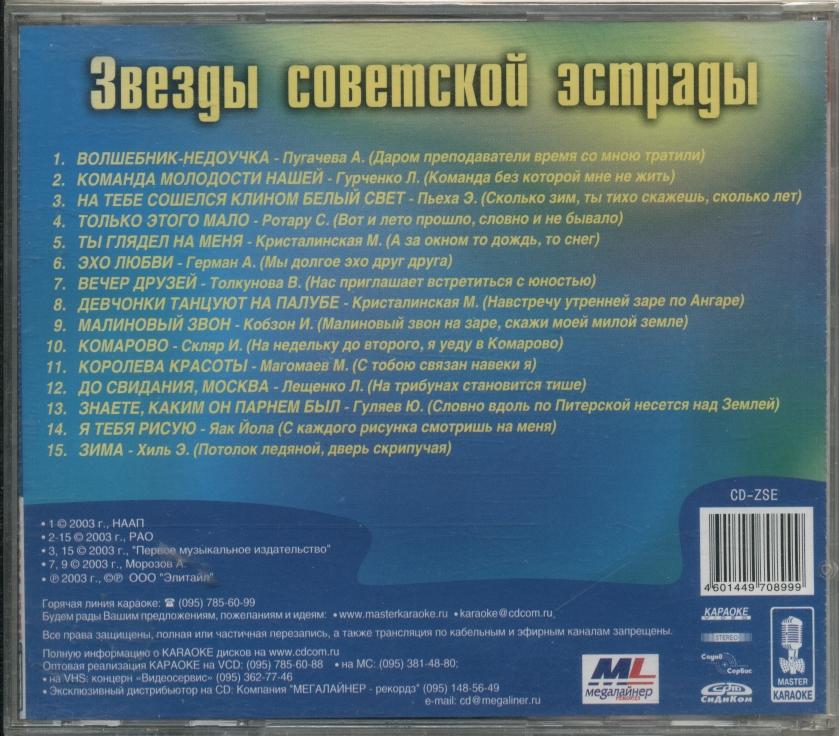 Звезды советской эстрады
1. ВОЛШЕБНИК-НЕДОУЧКА - Пугачева А. (Даром преподаватели время со мною тратили)
2. КОМАНДА МОЛОДОСТИ НАШЕЙ - Гурченко Л. (Команда без которой мне не жить)
3. НА ТЕБЕ СОШЕЛСЯ КЛИНОМ БЕЛЫЙ СВЕТ - Пьеха Э. (Сколько зим, ты тихо скажешь, сколько лет)
4. ТОЛЬКО ЭТОГО МАЛО - Ротару С. (Вот и лето прошло, словно и не бывало)
5. ТЫ ГЛЯДЕЛ НА МЕНЯ - Кристалинская М. (А за окном то дождь, то снег)
6. ЭХО ЛЮБВИ - Герман А. (Мы долгое эхо друг друга)
7. ВЕЧЕР ДРУЗЕЙ - Толкунова В. (Нас приглашает встретиться с юностью)
8. ДЕВЧОНКИ ТАНЦУЮТ НА ПАЛУБЕ - Кристалинская М. (Навстречу утренней заре по Ангаре)
9. МАЛИНОВЫЙ ЗВОН - Кобзон И. (Малиновый звон на заре, скажи моей милой земле)
10. КОМАРОВО - Скляр И. (На недельку до второго, я уеду в Комарово)
11. КОРОЛЕВА КРАСОТЫ - Магомаев М. (С тобою связан навеки я)
12. ДО СВИДАНИЯ, МОСКВА - Лещенко Л. (На трибунах становится тише)
13. ЗНАЕТЕ, КАКИМ ОН ПАРНЕМ БЫЛ - Гуляев Ю. (Словно вдоль по Питерской несется над Землей)
14. Я ТЕБЯ РИСУЮ - Яак Йола (С каждого рисунка смотришь на меня)
15. ЗИМА - Хиль Э. (Потолок ледяной, дверь скрипучая)
CD-ZSE
• 1 © 2003 г., НААП
• 2-15 © 2003 г., РАО
• 3, 15 © 2003 г., "Первое музыкальное издательство"
• 7, 9 © 2003 г., Морозов А.
• ℗ 2003 г., ©℗ ООО "Элитайл"
4601449 708999
Горячая линия караоке: ☎ (095) 785-60-99
Будем рады Вашим предложениям, пожеланиям и идеям: • www.masterkaraoke.ru • karaoke@cdcom.ru
Все права защищены, полная или частичная перезапись, а также трансляция по кабельным и эфирным каналам запрещены.
Полную информацию о KARAOKE дисков на www.cdcom.ru
Оптовая реализация КАРАОКЕ на VCD: (095) 785-60-88 • на МС: (095) 381-48-80;
• на VHS: концерн «Видеосервис» (095) 362-77-46
• Эксклюзивный дистрибьютор на CD: Компания "МЕГАЛАЙНЕР - рекордз" (095) 148-56-49
e-mail: cd@megaliner.ru
ML
мегалайнер
РЕКОРДЗ
КАРАОКЕ
VIDEO
STEREO
Саунд Сервис
СиДиКом
MASTER
KARAOKE